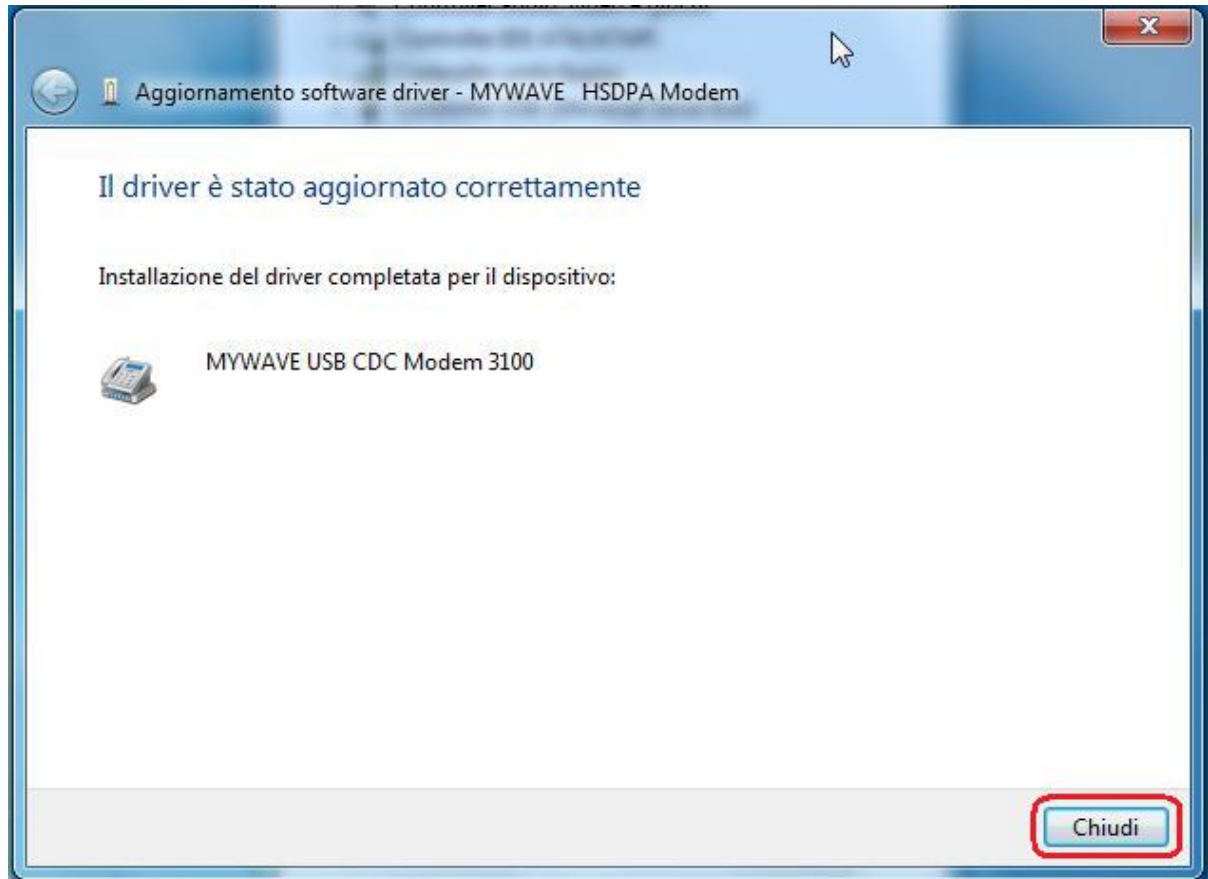 Aggiornamento software driver - MYWAVE   HSDPA Modem
Il driver è stato aggiornato correttamente
Installazione del driver completata per il dispositivo:
MYWAVE USB CDC Modem 3100
Chiudi